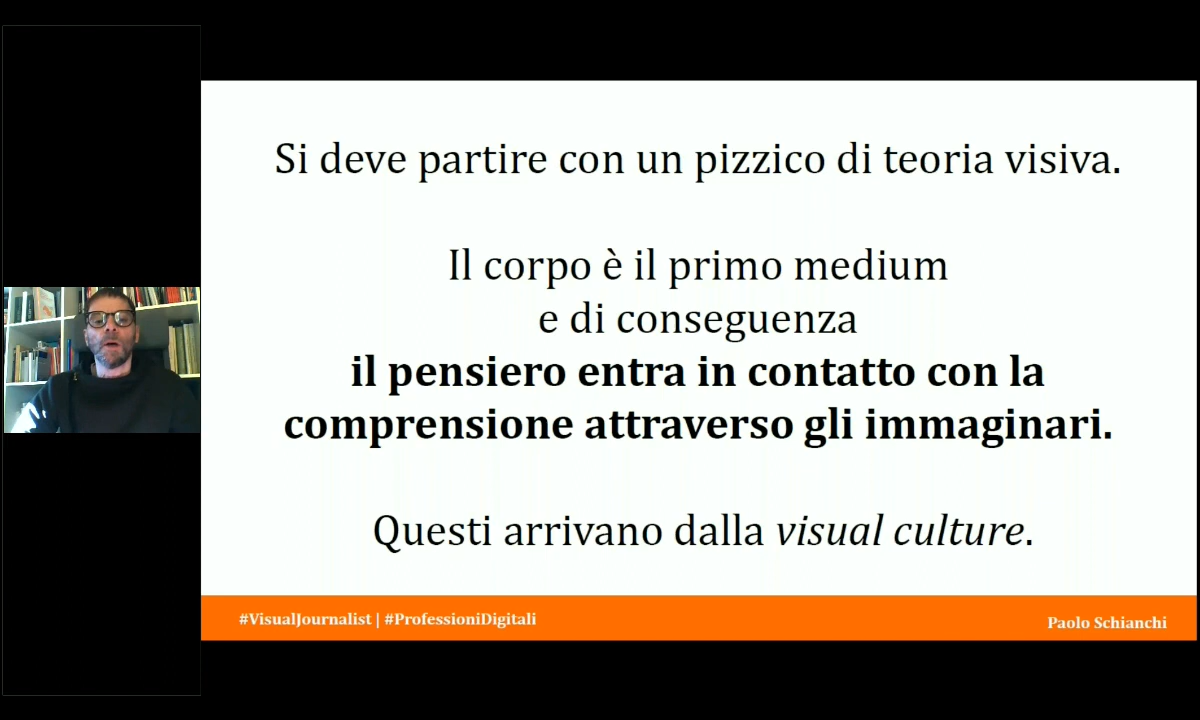 Si deve partire con un pizzico di teoria visiva.
Il corpo è il primo medium
e di conseguenza
il pensiero entra in contatto con la
comprensione attraverso gli immaginari.
Questi arrivano dalla visual culture.
#VisualJournalist | #ProfessioniDigitali
Paolo Schianchi